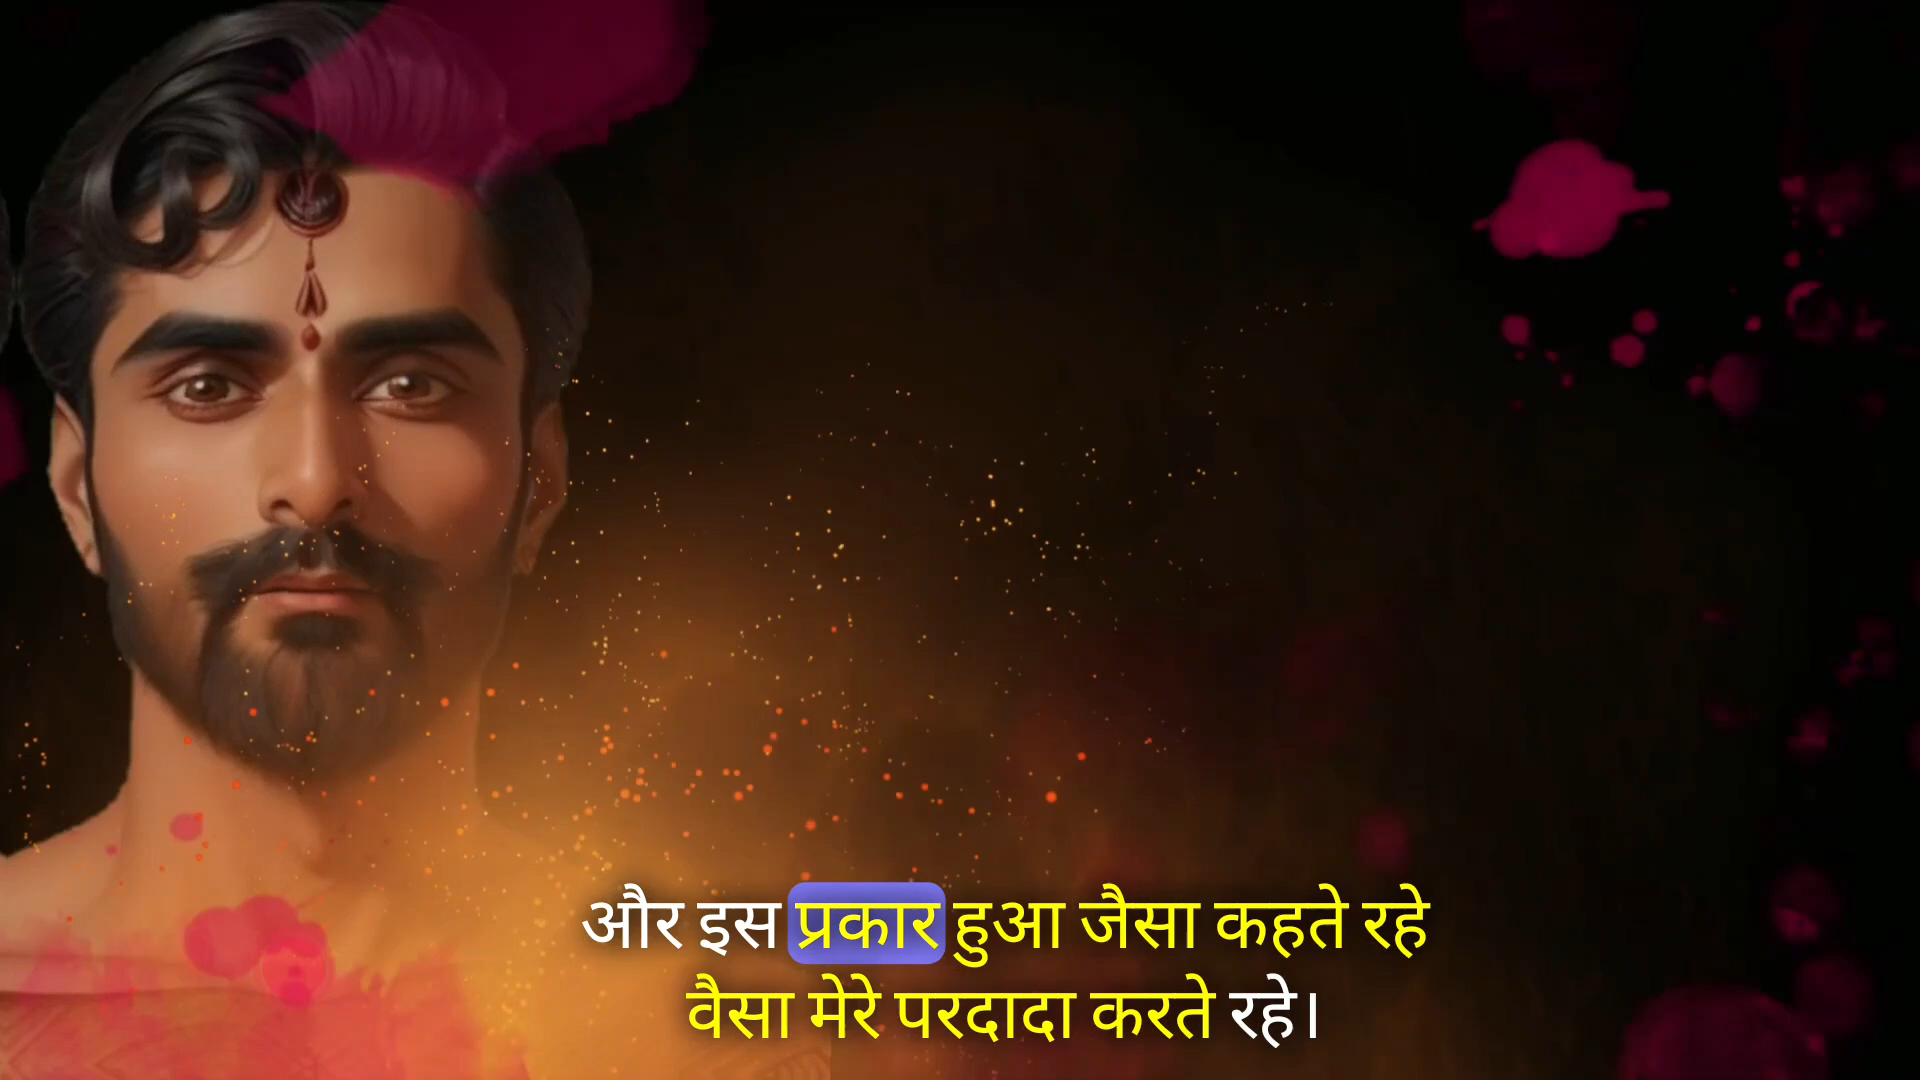 और इस प्रकार हुआ जैसा कहते रहे
वैसा मेरे परदादा करते रहे।